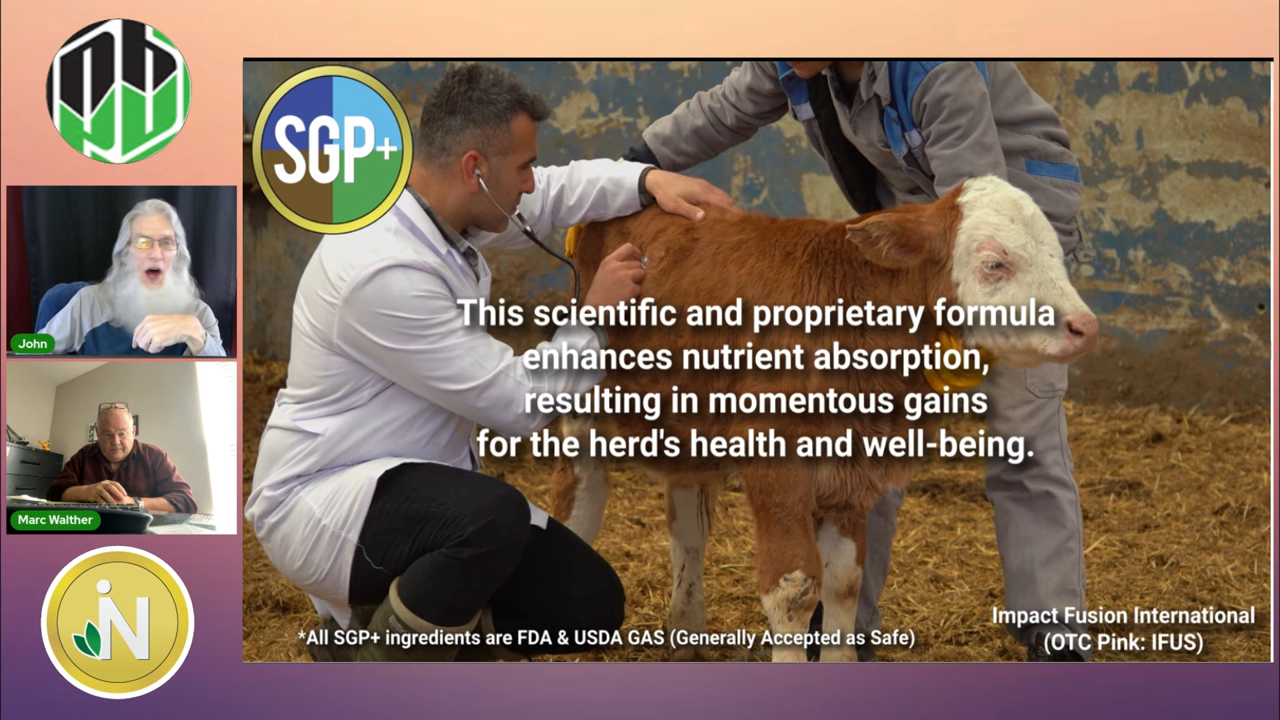 SGP+
This scientific and proprietary formula
enhances nutrient absorption,
resulting in momentous gains
for the herd's health and well-being.
*All SGP+ ingredients are FDA & USDA GAS (Generally Accepted as Safe)
Impact Fusion International
(OTC Pink: IFUS)
John
Marc Walther
iN